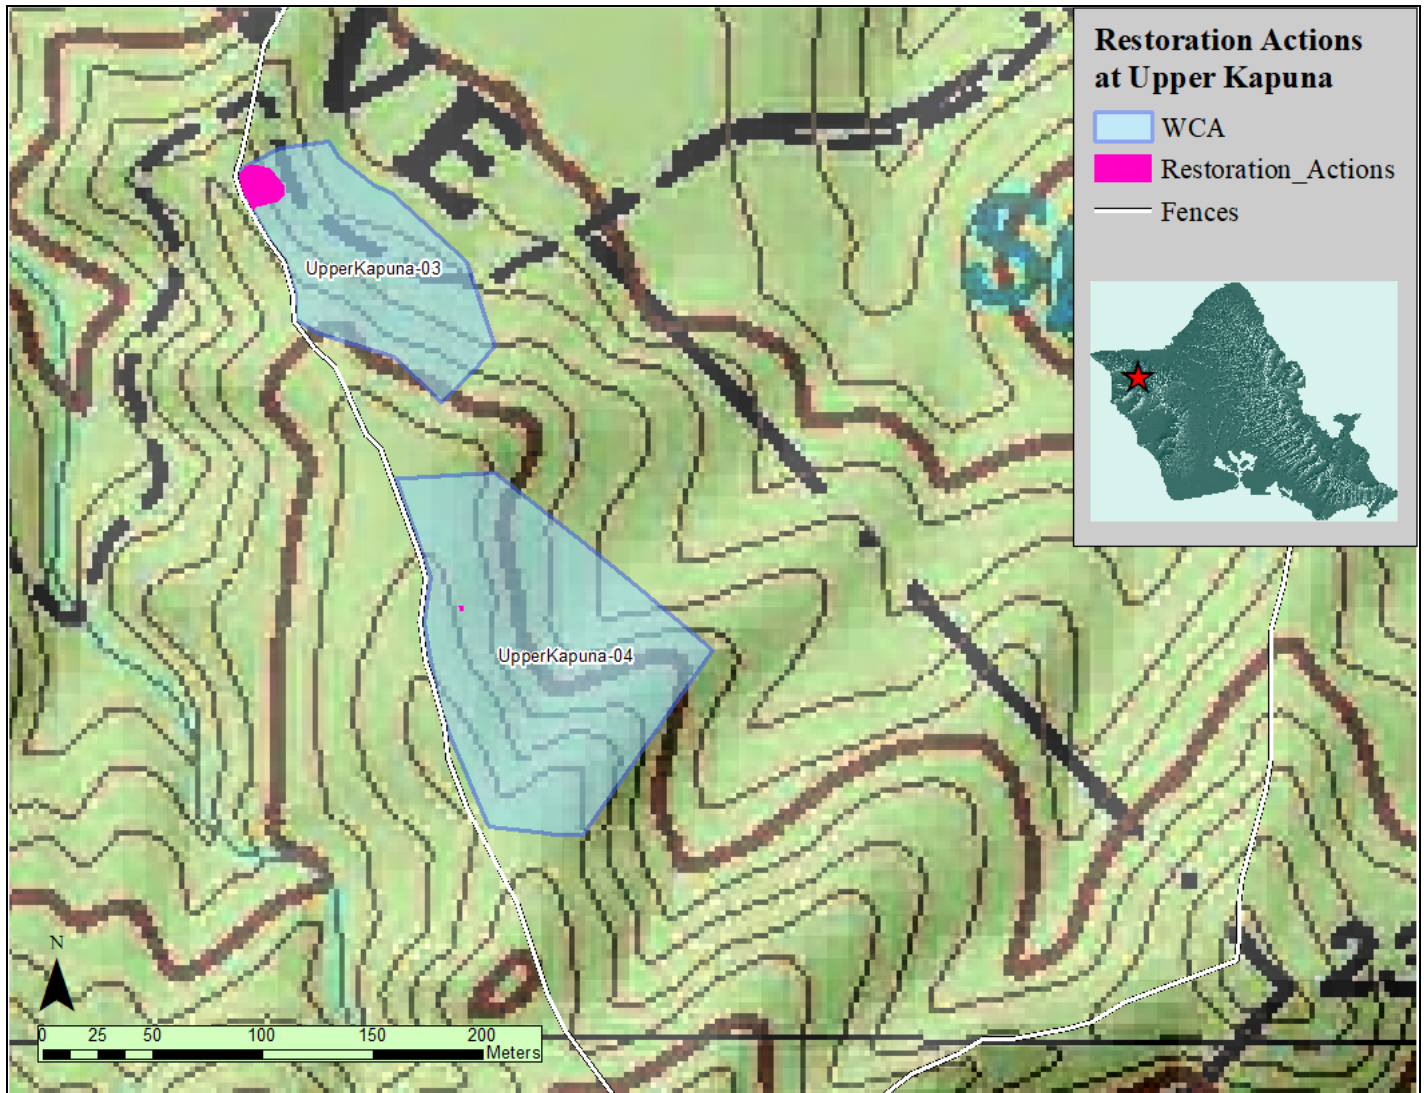 Restoration Actions
at Upper Kapuna
WCA
Restoration_Actions
Fences
VE
UpperKapuna-03
UpperKapuna-04
N
0 25 50 100 150 200
Meters